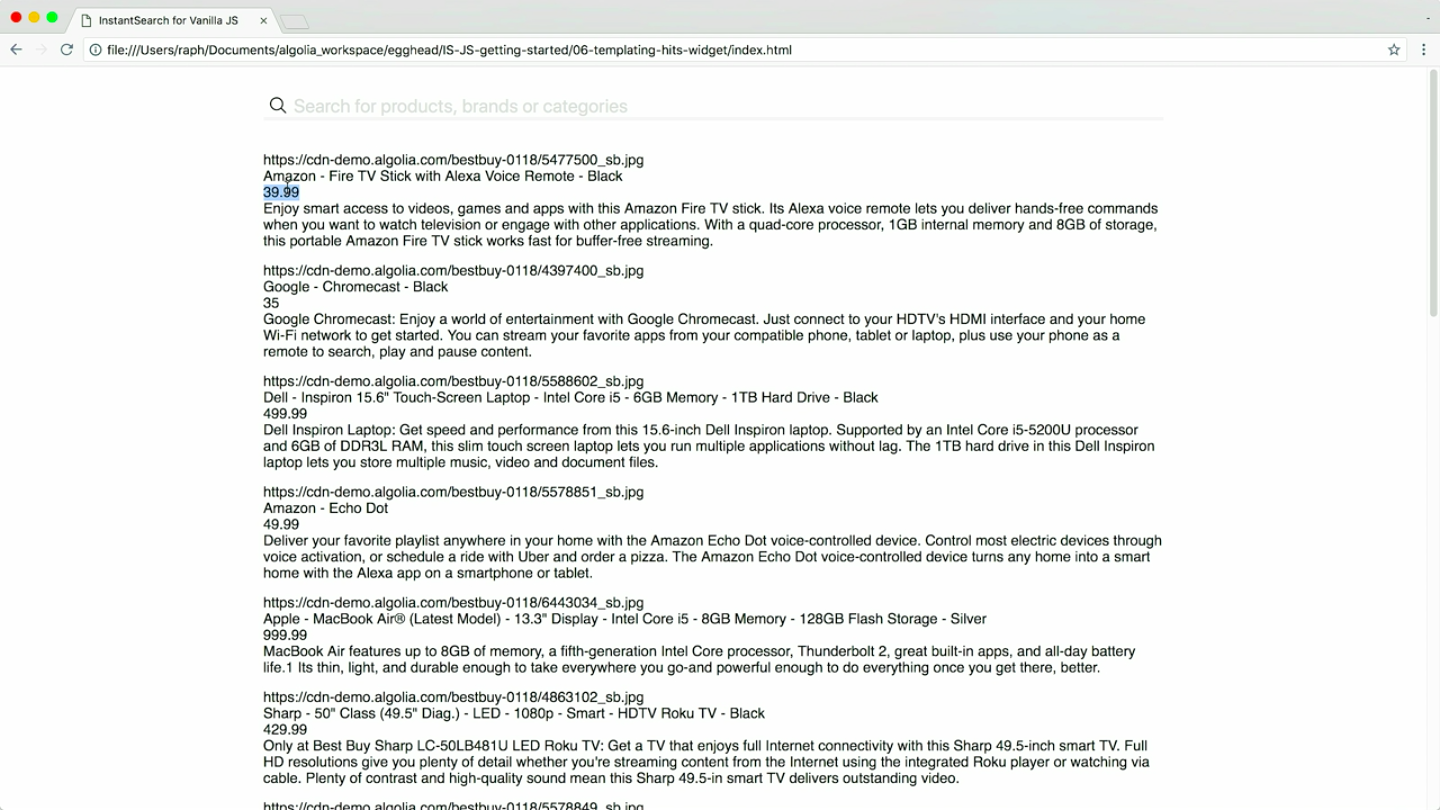 InstantSearch for Vanilla JS
file:///Users/raph/Documents/algolia_workspace/egghead/IS-JS-getting-started/06-templating-hits-widget/index.html
Search for products, brands or categories
https://cdn-demo.algolia.com/bestbuy-0118/5477500_sb.jpg
Amazon - Fire TV Stick with Alexa Voice Remote - Black
39.99
Enjoy smart access to videos, games and apps with this Amazon Fire TV stick. Its Alexa voice remote lets you deliver hands-free commands
when you want to watch television or engage with other applications. With a quad-core processor, 1GB internal memory and 8GB of storage,
this portable Amazon Fire TV stick works fast for buffer-free streaming.
https://cdn-demo.algolia.com/bestbuy-0118/4397400_sb.jpg
Google - Chromecast - Black
35
Google Chromecast: Enjoy a world of entertainment with Google Chromecast. Just connect to your HDTV's HDMI interface and your home
Wi-Fi network to get started. You can stream your favorite apps from your compatible phone, tablet or laptop, plus use your phone as a
remote to search, play and pause content.
https://cdn-demo.algolia.com/bestbuy-0118/5588602_sb.jpg
Dell - Inspiron 15.6" Touch-Screen Laptop - Intel Core i5 - 6GB Memory - 1TB Hard Drive - Black
499.99
Dell Inspiron Laptop: Get speed and performance from this 15.6-inch Dell Inspiron laptop. Supported by an Intel Core i5-5200U processor
and 6GB of DDR3L RAM, this slim touch screen laptop lets you run multiple applications without lag. The 1TB hard drive in this Dell Inspiron
laptop lets you store multiple music, video and document files.
https://cdn-demo.algolia.com/bestbuy-0118/5578851_sb.jpg
Amazon - Echo Dot
49.99
Deliver your favorite playlist anywhere in your home with the Amazon Echo Dot voice-controlled device. Control most electric devices through
voice activation, or schedule a ride with Uber and order a pizza. The Amazon Echo Dot voice-controlled device turns any home into a smart
home with the Alexa app on a smartphone or tablet.
https://cdn-demo.algolia.com/bestbuy-0118/6443034_sb.jpg
Apple - MacBook Air® (Latest Model) - 13.3" Display - Intel Core i5 - 8GB Memory - 128GB Flash Storage - Silver
999.99
MacBook Air features up to 8GB of memory, a fifth-generation Intel Core processor, Thunderbolt 2, great built-in apps, and all-day battery
life.1 Its thin, light, and durable enough to take everywhere you go-and powerful enough to do everything once you get there, better.
https://cdn-demo.algolia.com/bestbuy-0118/4863102_sb.jpg
Sharp - 50" Class (49.5" Diag.) - LED - 1080p - Smart - HDTV Roku TV - Black
429.99
Only at Best Buy Sharp LC-50LB481U LED Roku TV: Get a TV that enjoys full Internet connectivity with this Sharp 49.5-inch smart TV. Full
HD resolutions give you plenty of detail whether you're streaming content from the Internet using the integrated Roku player or watching via
cable. Plenty of contrast and high-quality sound mean this Sharp 49.5-in smart TV delivers outstanding video.
https://cdn-demo.algolia.com/bestbuy-0118/5578849_sb.jpg